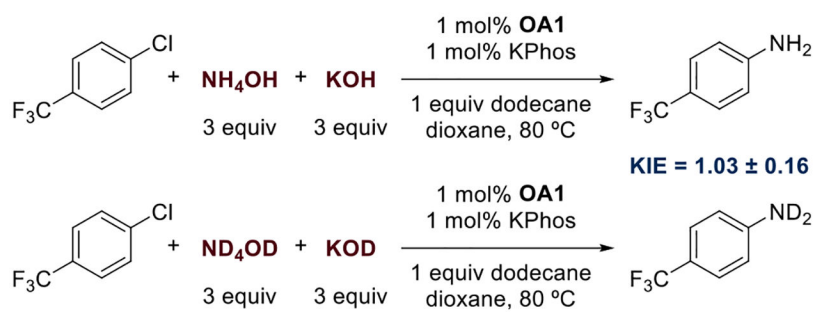 Cl
F3C
+ NH4OH + KOH
3 equiv 3 equiv
1 mol% OA1
1 mol% KPhos
1 equiv dodecane
dioxane, 80 ºC
NH2
F3C
KIE = 1.03 ± 0.16
Cl
F3C
+ ND4OD + KOD
3 equiv 3 equiv
1 mol% OA1
1 mol% KPhos
1 equiv dodecane
dioxane, 80 ºC
ND2
F3C